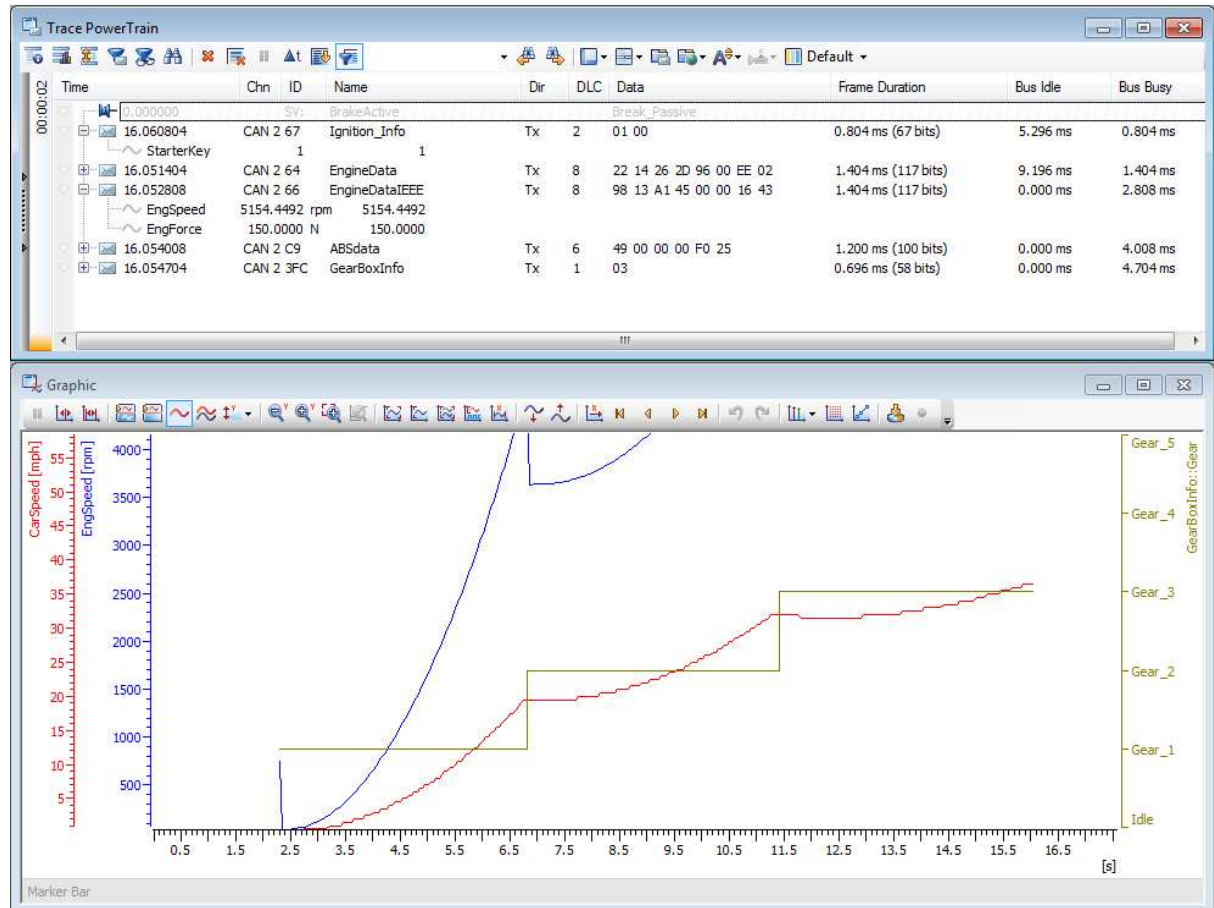 Trace PowerTrain
Default
00:00:02
Time Chn ID Name Dir DLC Data Frame Duration Bus Idle Bus Busy
0.000000 SV: BrakeActive Break_Passive
16.060804 CAN 2 67 Ignition_Info Tx 2 01 00 0.804 ms (67 bits) 5.296 ms 0.804 ms
StarterKey 1 1
16.051404 CAN 2 64 EngineData Tx 8 22 14 26 2D 96 00 EE 02 1.404 ms (117 bits) 9.196 ms 1.404 ms
16.052808 CAN 2 66 EngineDataIEEE Tx 8 98 13 A1 45 00 00 16 43 1.404 ms (117 bits) 0.000 ms 2.808 ms
EngSpeed 5154.4492 rpm 5154.4492
EngForce 150.0000 N 150.0000
16.054008 CAN 2 C9 ABSdata Tx 6 49 00 00 00 F0 25 1.200 ms (100 bits) 0.000 ms 4.008 ms
16.054704 CAN 2 3FC GearBoxInfo Tx 1 03 0.696 ms (58 bits) 0.000 ms 4.704 ms
Graphic
CarSpeed [mph]
55
50
45
40
35
30
25
20
15
10
5
EngSpeed [rpm]
4000
3500
3000
2500
2000
1500
1000
500
Gear_5
Gear_4
Gear_3
Gear_2
Gear_1
Idle
GearBoxInfo::Gear
0.5 1.5 2.5 3.5 4.5 5.5 6.5 7.5 8.5 9.5 10.5 11.5 12.5 13.5 14.5 15.5 16.5
[s]
Marker Bar